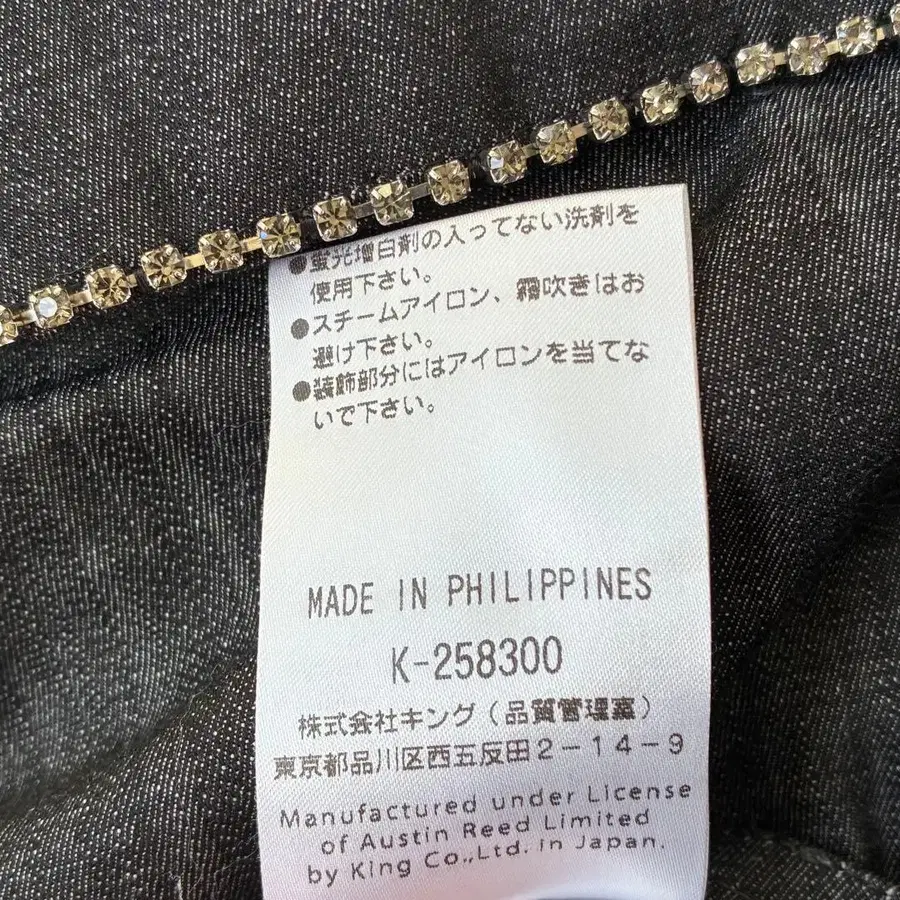 ●蛍光増白剤の入ってない洗剤を
使用下さい。
●スチームアイロン、霧吹きはお
避け下さい。
●装飾部分にはアイロンを当てな
いで下さい。
MADE IN PHILIPPINES
K-258300
株式会社キング(品質管理室)
東京都品川区西五反田2-14-9
Manufactured under License
of Austin Reed Limited
by King Co.,Ltd. in Japan.